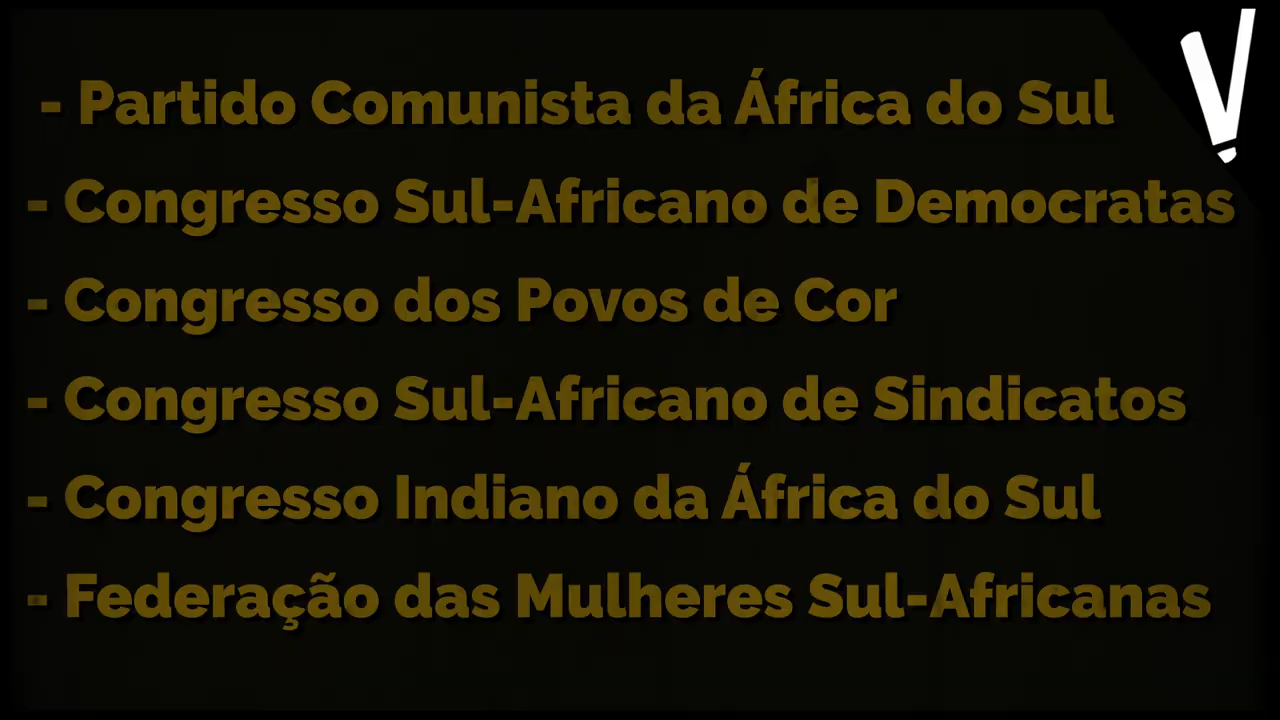 - Partido Comunista da África do Sul
- Congresso Sul-Africano de Democratas
- Congresso dos Povos de Cor
- Congresso Sul-Africano de Sindicatos
- Congresso Indiano da África do Sul
- Federação das Mulheres Sul-Africanas